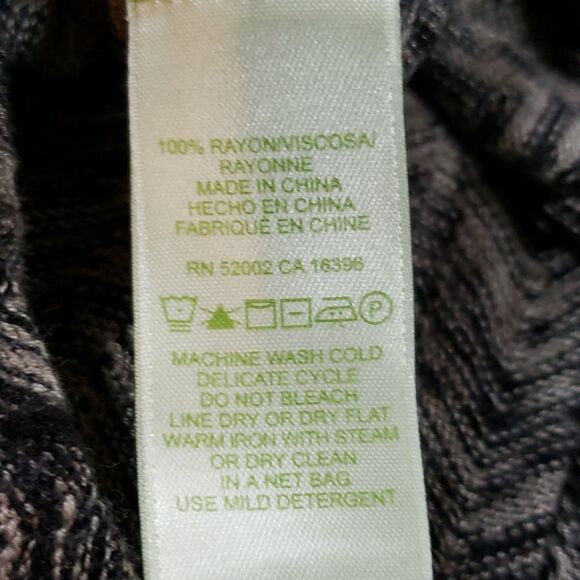 100% RAYON/VISCOSA/
RAYONNE
MADE IN CHINA
HECHO EN CHINA
FABRIQUÉ EN CHINE
RN 52002 CA 16396
P
MACHINE WASH COLD
DELICATE CYCLE
DO NOT BLEACH
LINE DRY OR DRY FLAT
WARM IRON WITH STEAM
OR DRY CLEAN
IN A NET BAG
USE MILD DETERGENT